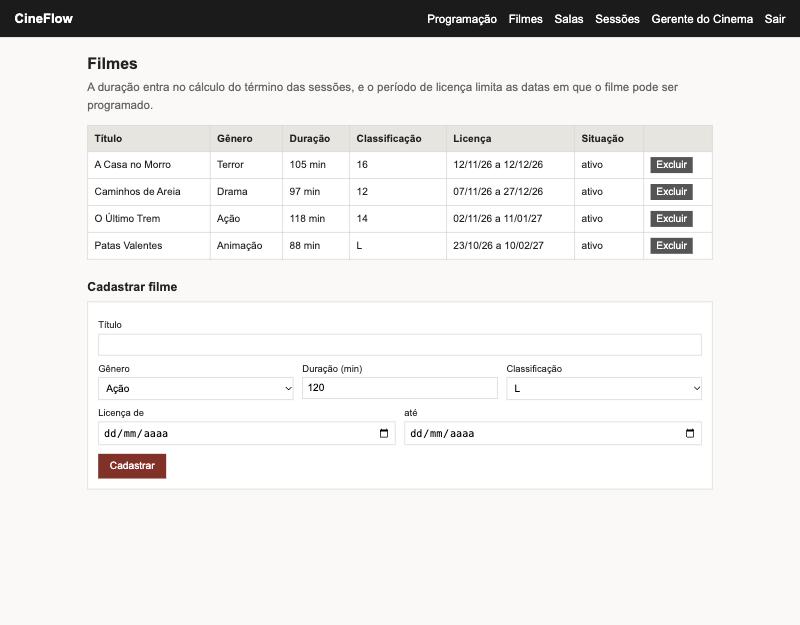 CineFlow
Programação Filmes Salas Sessões Gerente do Cinema Sair
Filmes
A duração entra no cálculo do término das sessões, e o período de licença limita as datas em que o filme pode ser
programado.
Título Gênero Duração Classificação Licença Situação
A Casa no Morro Terror 105 min 16 12/11/26 a 12/12/26 ativo Excluir
Caminhos de Areia Drama 97 min 12 07/11/26 a 27/12/26 ativo Excluir
O Último Trem Ação 118 min 14 02/11/26 a 11/01/27 ativo Excluir
Patas Valentes Animação 88 min L 23/10/26 a 10/02/27 ativo Excluir
Cadastrar filme
Título
Gênero Duração (min) Classificação
Ação 120 L
Licença de até
dd/mm/aaaa dd/mm/aaaa
Cadastrar